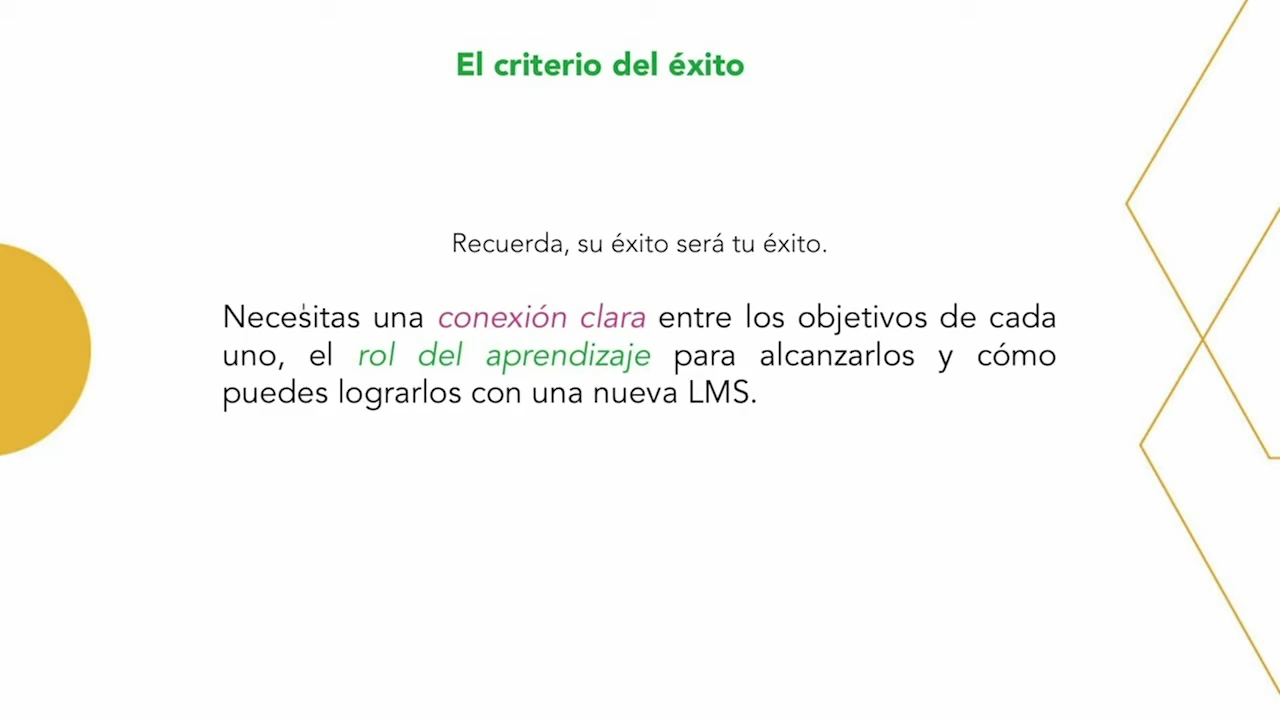 El criterio del éxito
Recuerda, su éxito será tu éxito.
Necesitas una conexión clara entre los objetivos de cada
uno, el rol del aprendizaje para alcanzarlos y cómo
puedes lograrlos con una nueva LMS.